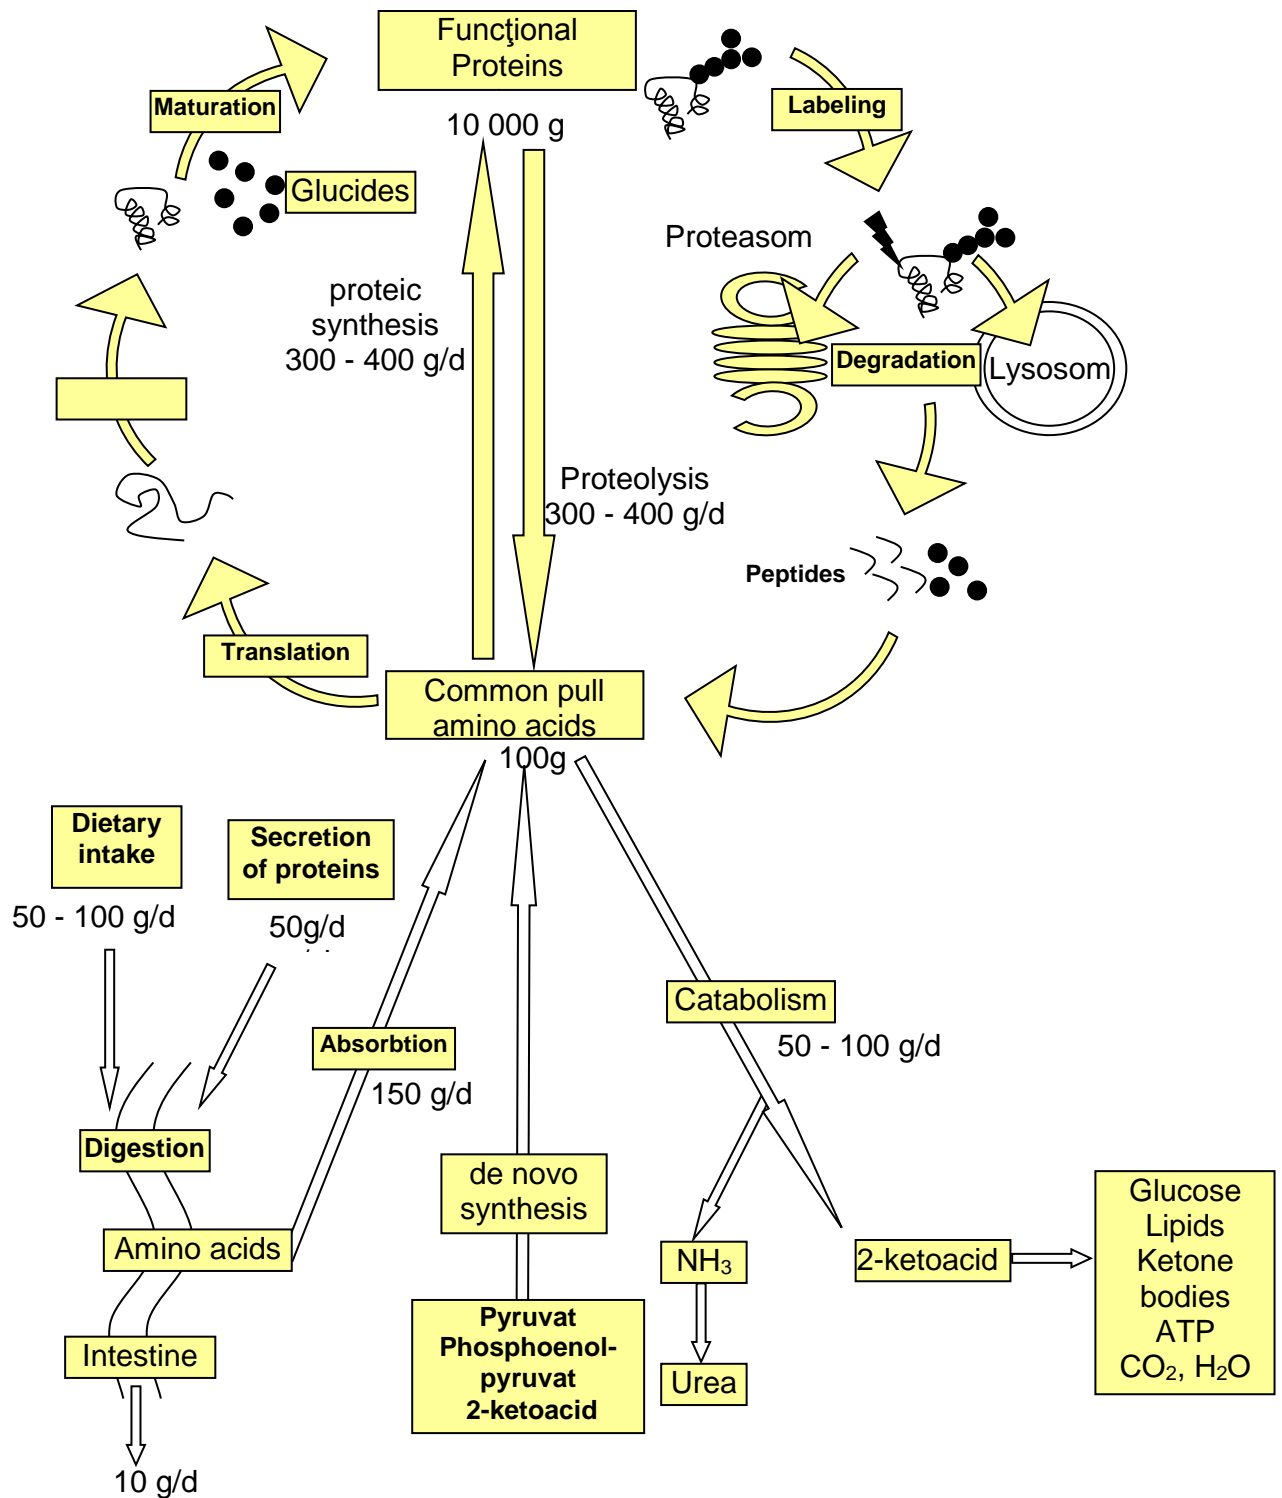 Funcţional
Proteins
10 000 g
Maturation
Labeling
Glucides
Proteasom
proteic
synthesis
300 - 400 g/d
Degradation
Lysosom
Proteolysis
300 - 400 g/d
Peptides
Translation
Common pull
amino acids
100g
Dietary
intake
50 - 100 g/d
Secretion
of proteins
50g/d
Catabolism
50 - 100 g/d
Absorbtion
150 g/d
Digestion
Amino acids
Intestine
10 g/d
de novo
synthesis
Pyruvat
Phosphoenol-
pyruvat
2-ketoacid
NH₃
Urea
2-ketoacid
Glucose
Lipids
Ketone
bodies
ATP
CO₂, H₂O